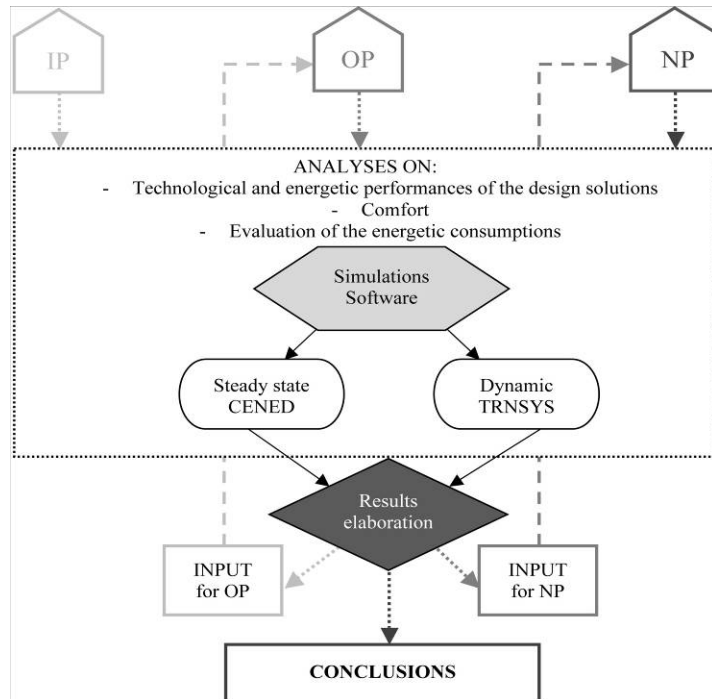 IP
OP
NP
ANALYSES ON:
- Technological and energetic performances of the design solutions
- Comfort
- Evaluation of the energetic consumptions
Simulations
Software
Steady state
CENED
Dynamic
TRNSYS
Results
elaboration
INPUT
for OP
INPUT
for NP
CONCLUSIONS